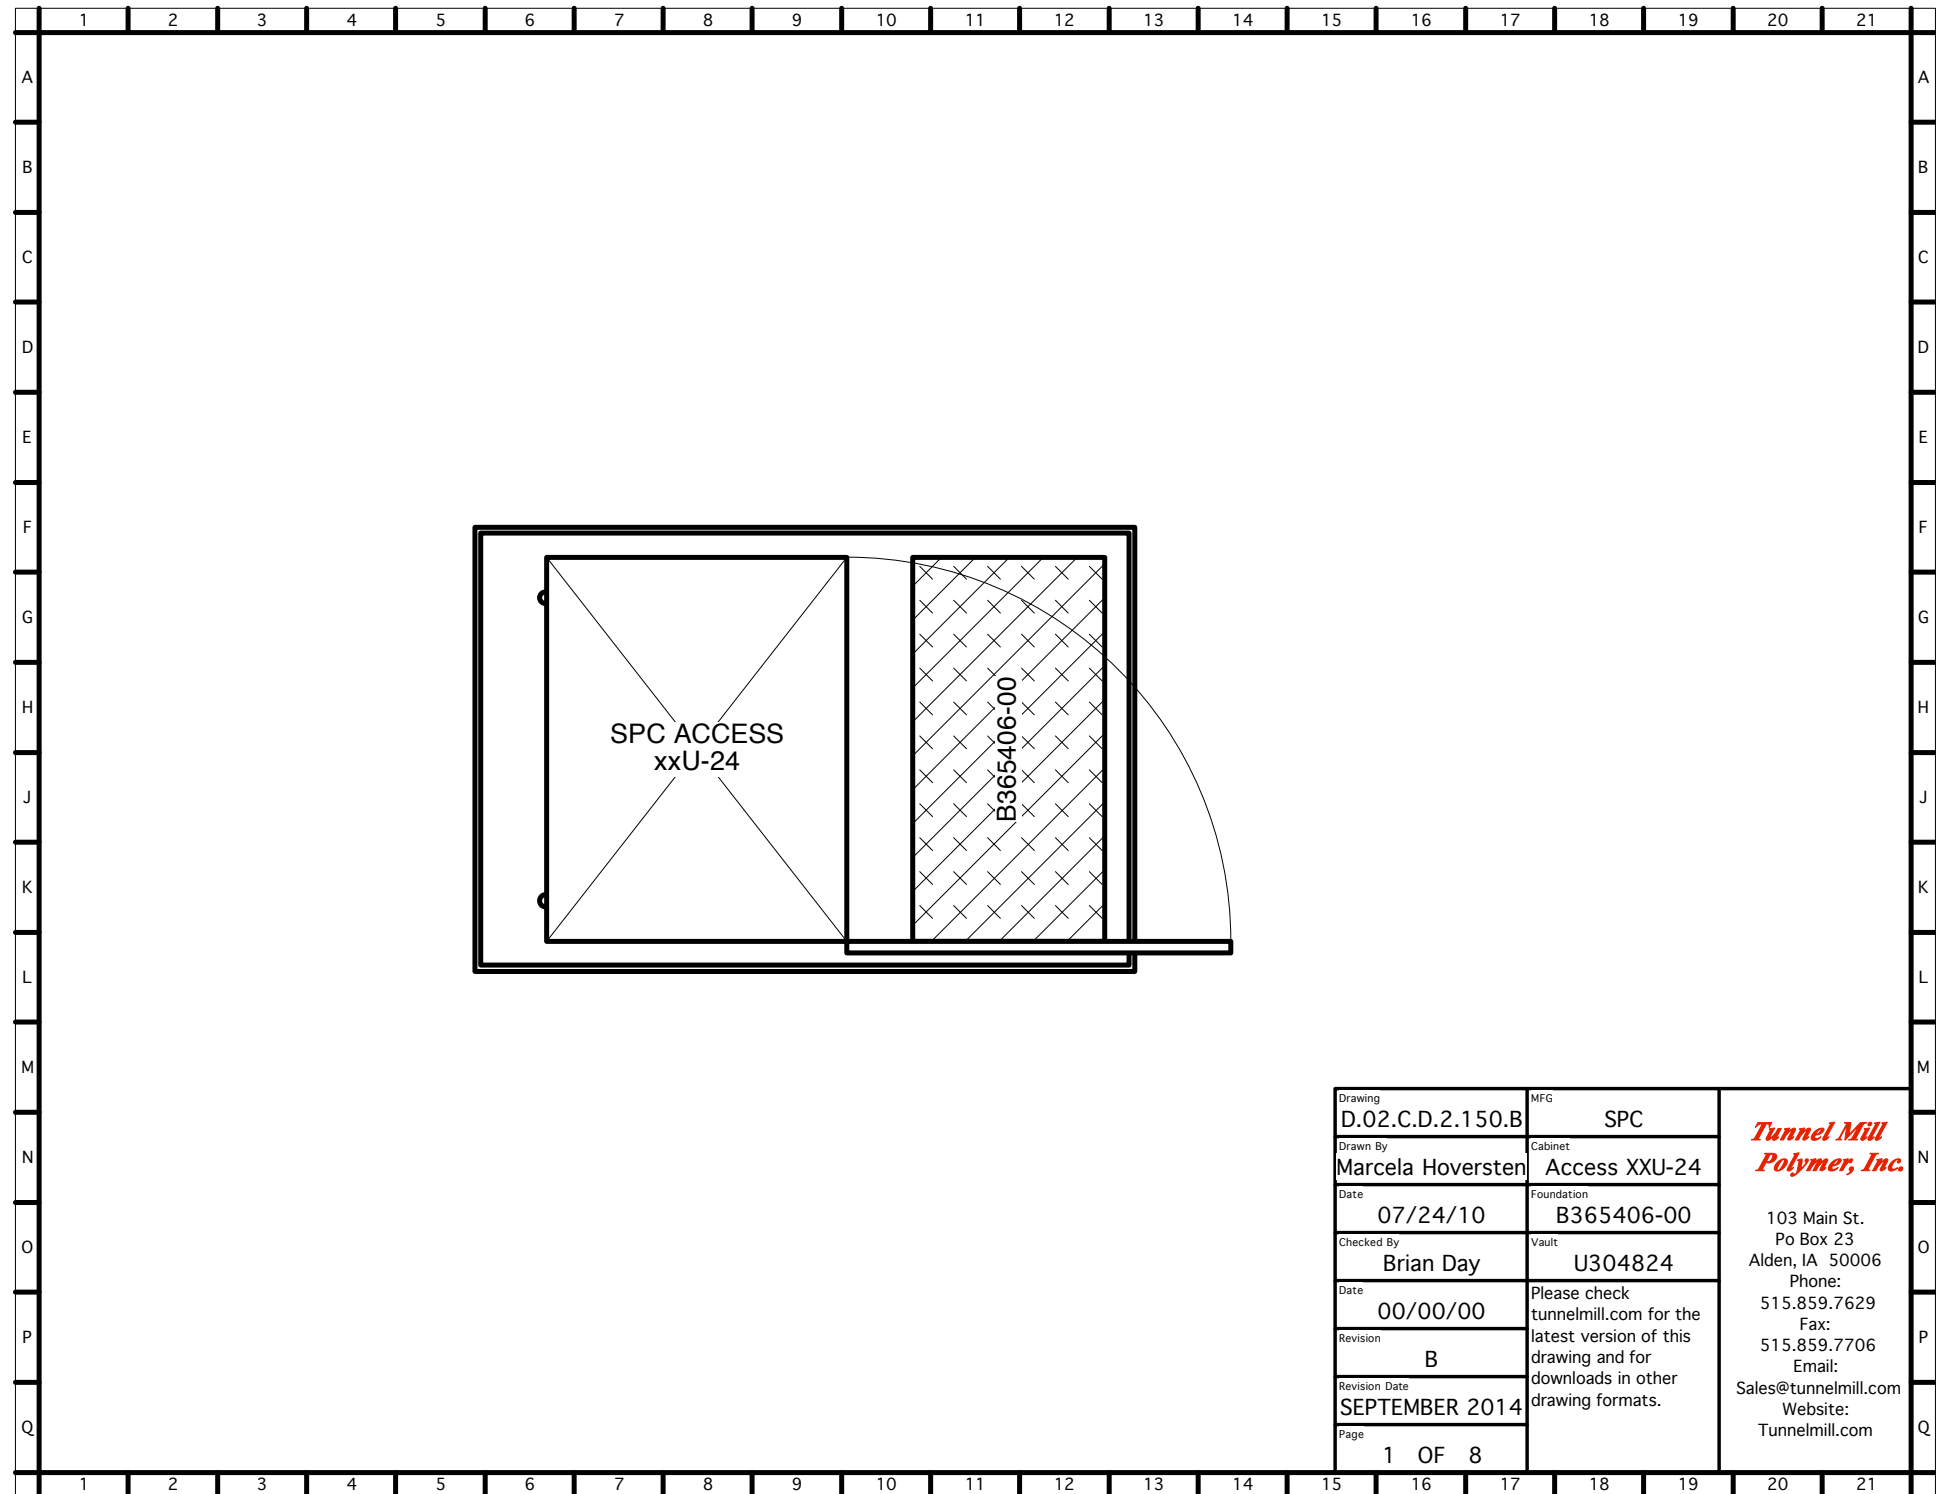 1 2 3 4 5 6 7 8 9 10 11 12 13 14 15 16 17 18 19 20 21
A A
B B
C C
D D
E E
F F
G G
H H
J J
K K
L L
M M
N N
O O
P P
Q Q
SPC ACCESS
xxU-24
B365406-00
Drawing
D.02.C.D.2.150.B
Drawn By
Marcela Hoversten
Date
07/24/10
Checked By
Brian Day
Date
00/00/00
Revision
B
Revision Date
SEPTEMBER 2014
Page
1 OF 8
MFG
SPC
Cabinet
Access XXU-24
Foundation
B365406-00
Vault
U304824
Please check
tunnelmill.com for the
latest version of this
drawing and for
downloads in other
drawing formats.
Tunnel Mill
Polymer, Inc.
103 Main St.
Po Box 23
Alden, IA 50006
Phone:
515.859.7629
Fax:
515.859.7706
Email:
Sales@tunnelmill.com
Website:
Tunnelmill.com
1 2 3 4 5 6 7 8 9 10 11 12 13 14 15 16 17 18 19 20 21